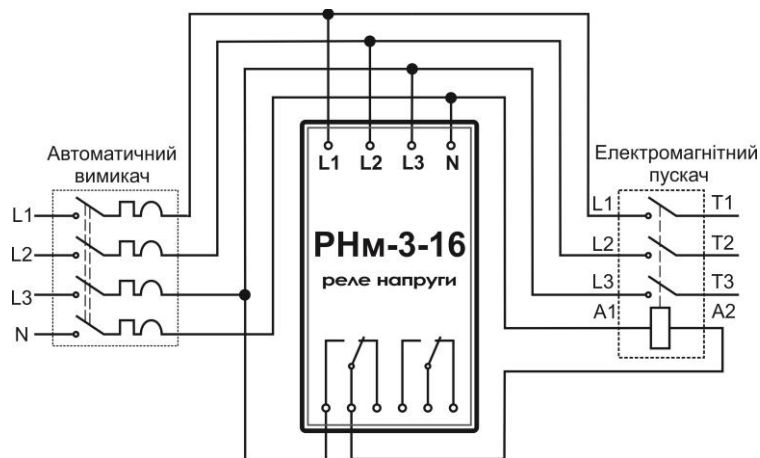 Автоматичний
вимикач
L1
L2
L3
N
L1 L2 L3 N
РНм-3-16
реле напруги
Електромагнітний
пускач
L1 T1
L2 T2
L3 T3
A1 A2